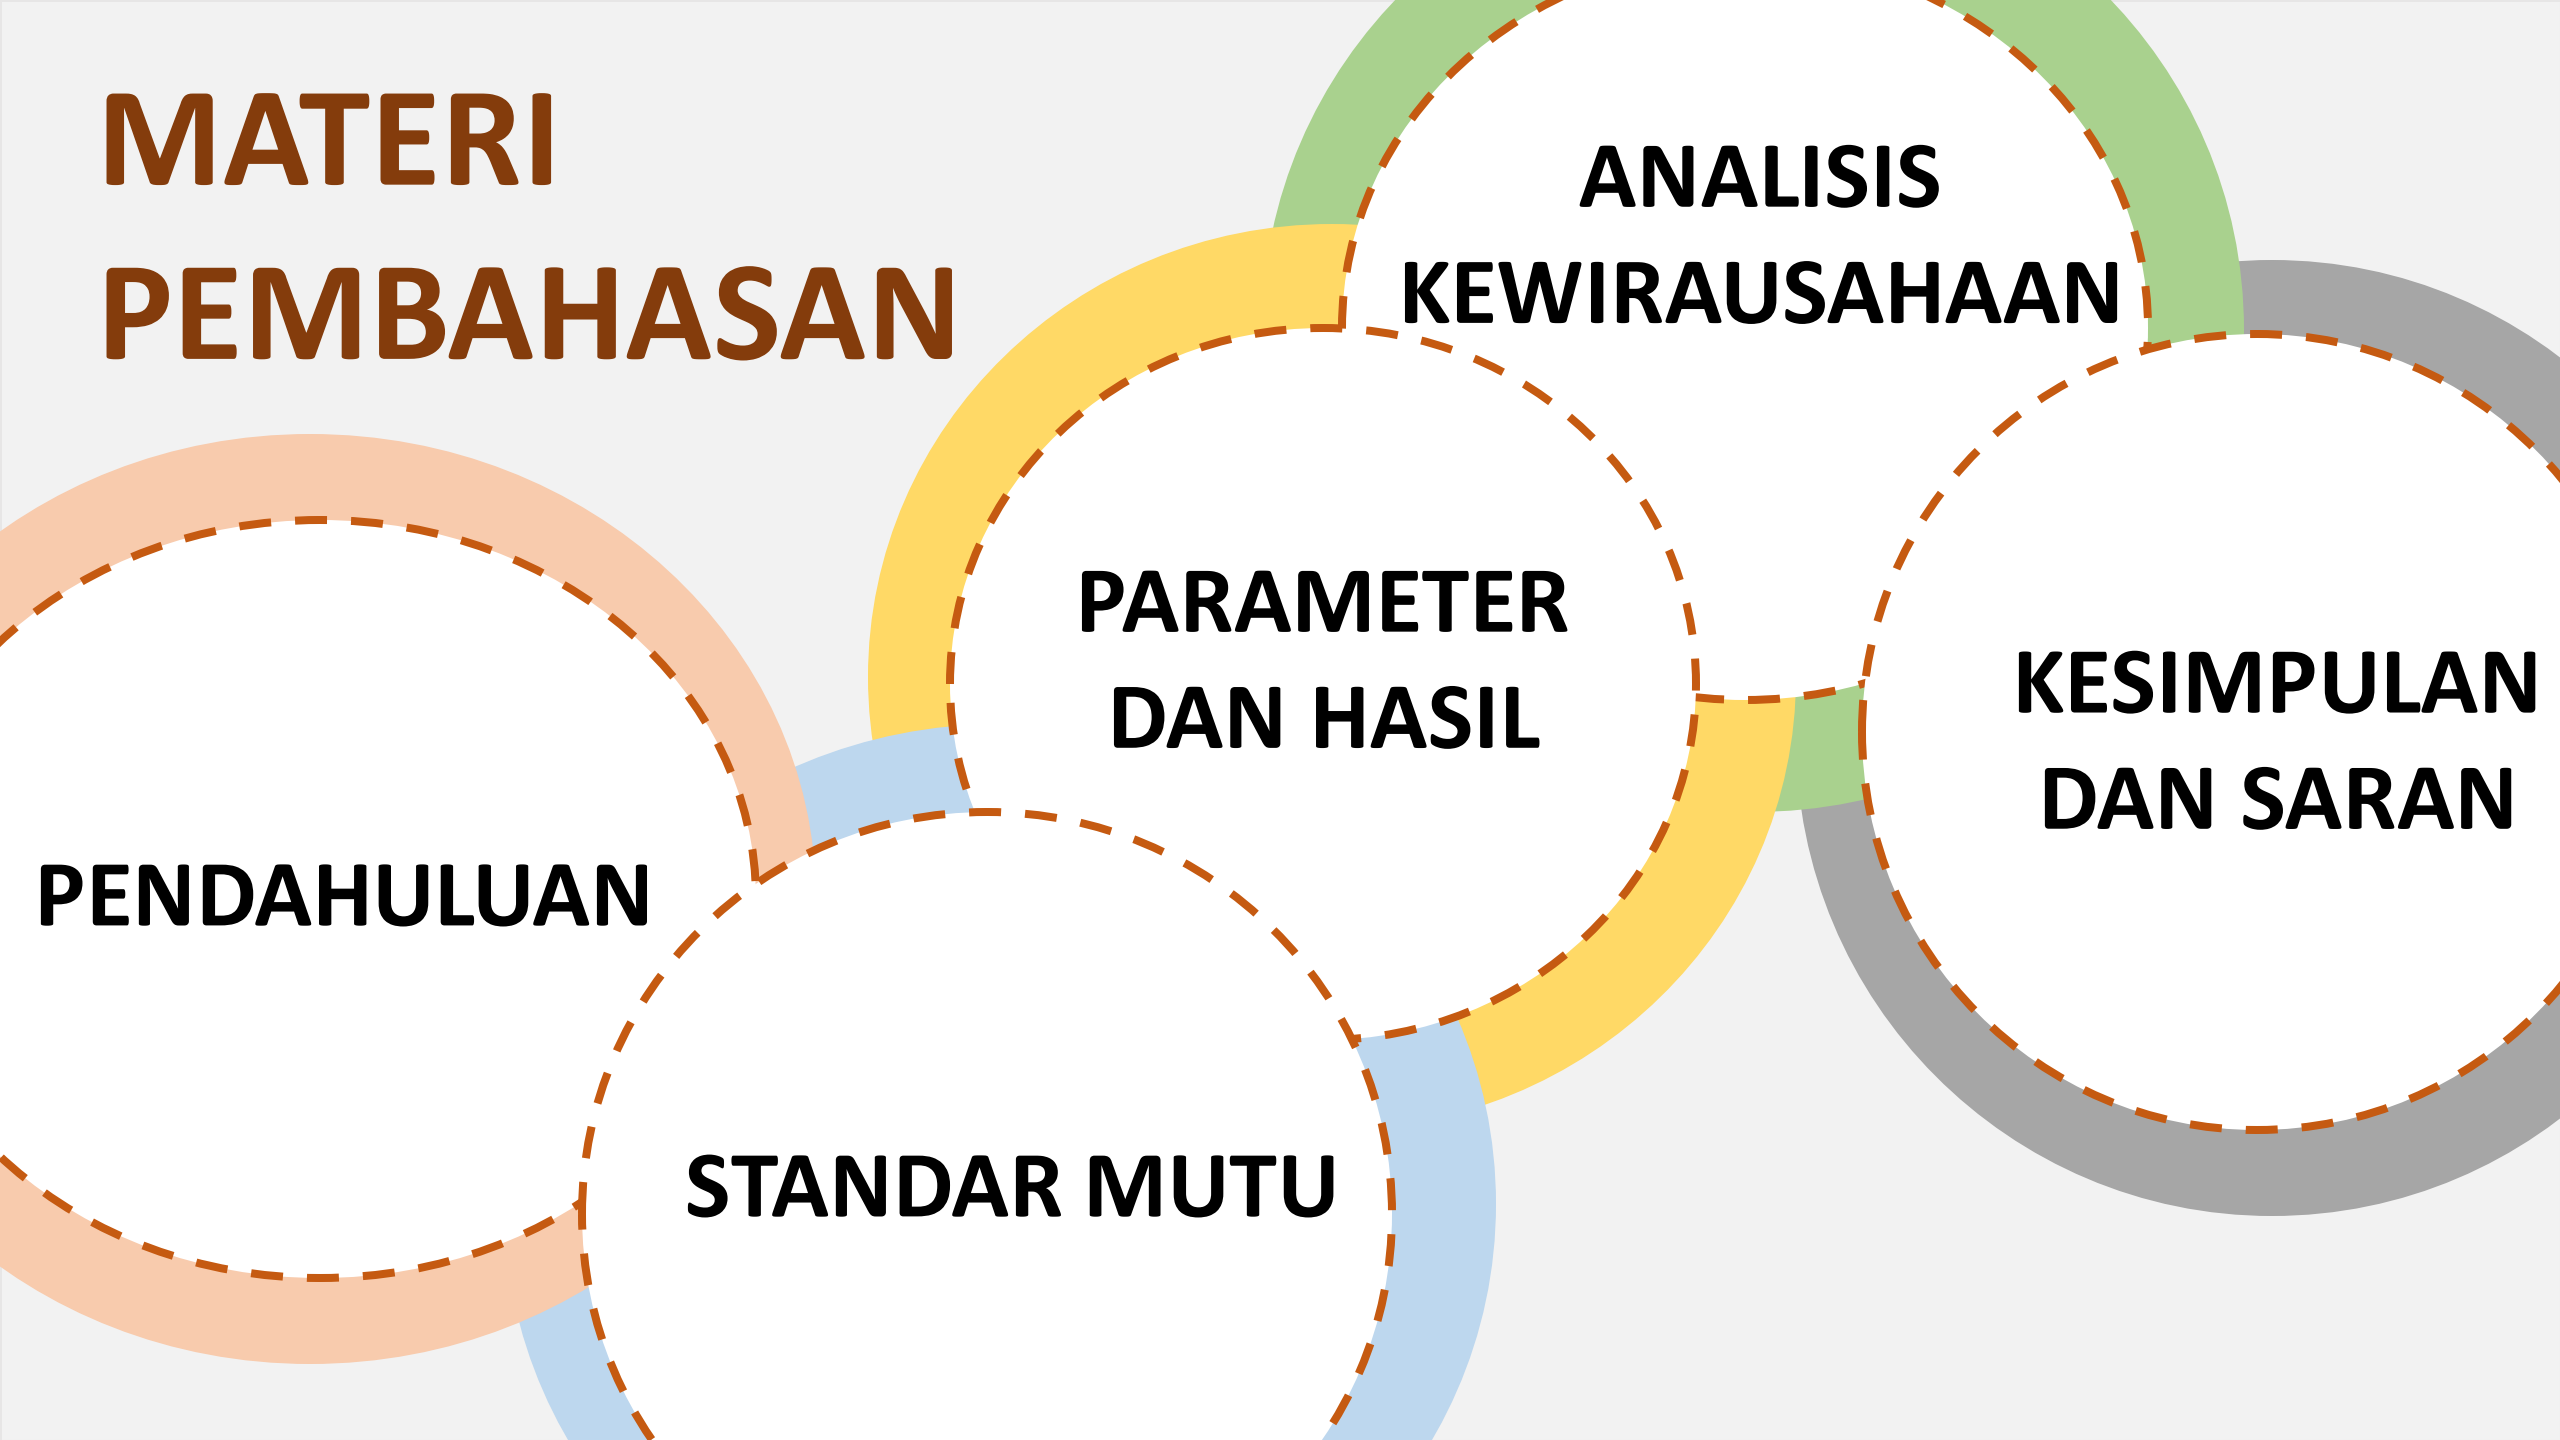 MATERI
PEMBAHASAN
PENDAHULUAN
STANDAR MUTU
PARAMETER
DAN HASIL
ANALISIS
KEWIRAUSAHAAN
KESIMPULAN
DAN SARAN